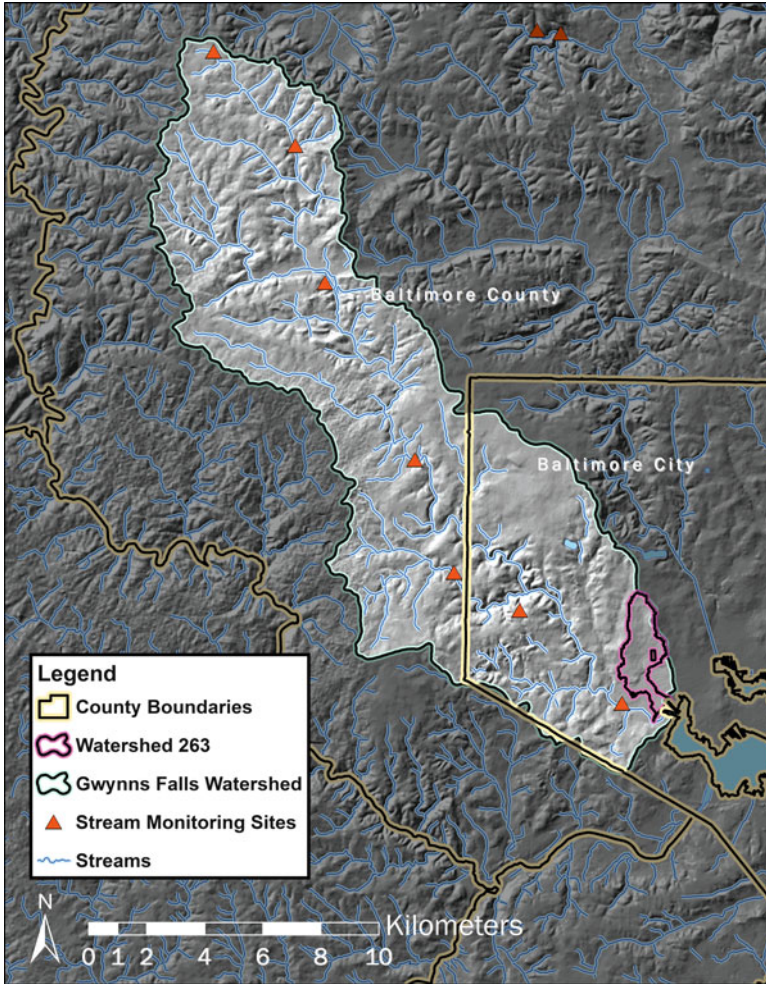 Baltimore County
Baltimore City
Legend
County Boundaries
Watershed 263
Gwynns Falls Watershed
Stream Monitoring Sites
Streams
N
Kilometers
0 1 2 4 6 8 10